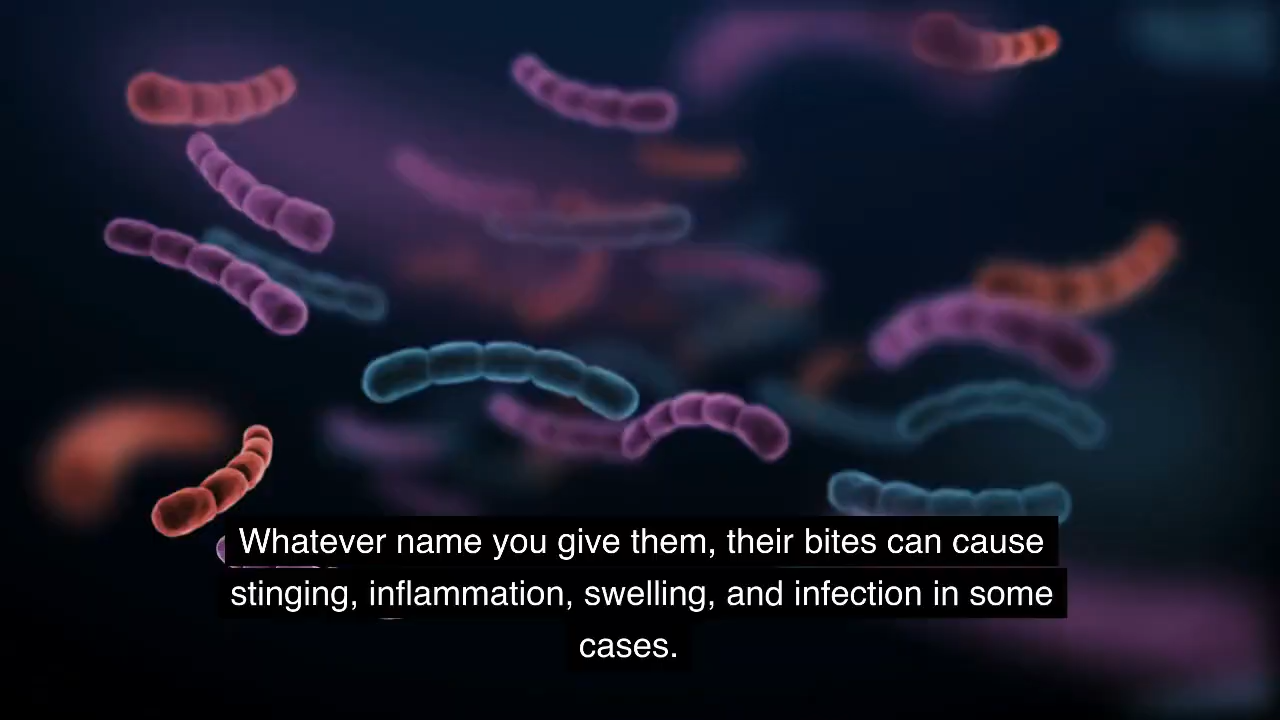 Whatever name you give them, their bites can cause
stinging, inflammation, swelling, and infection in some
cases.